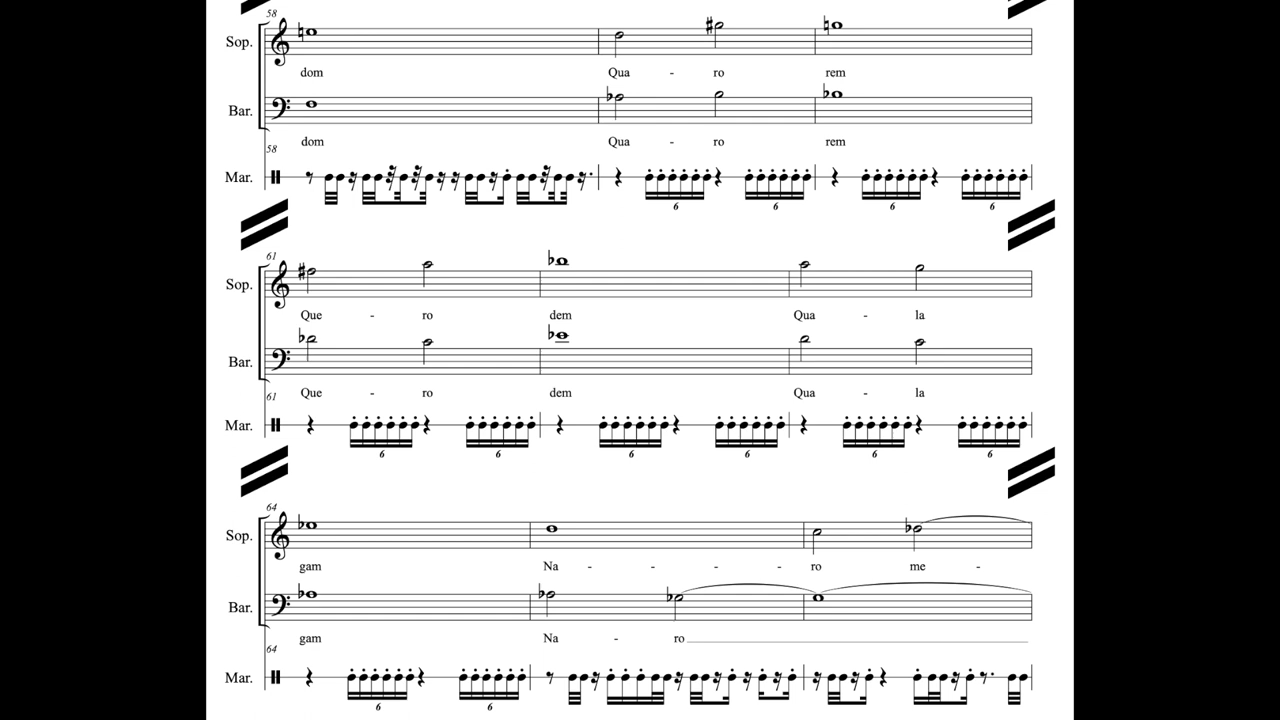 58
Sop.
dom Qua - ro rem
Bar.
dom Qua - ro rem
58
Mar.
6 6 6 6
61
Sop.
Que - ro dem Qua - la
Bar.
Que - ro dem Qua - la
61
Mar.
6 6 6 6 6 6
64
Sop.
gam Na - - - - ro me -
Bar.
gam Na - ro
64
Mar.
6 6